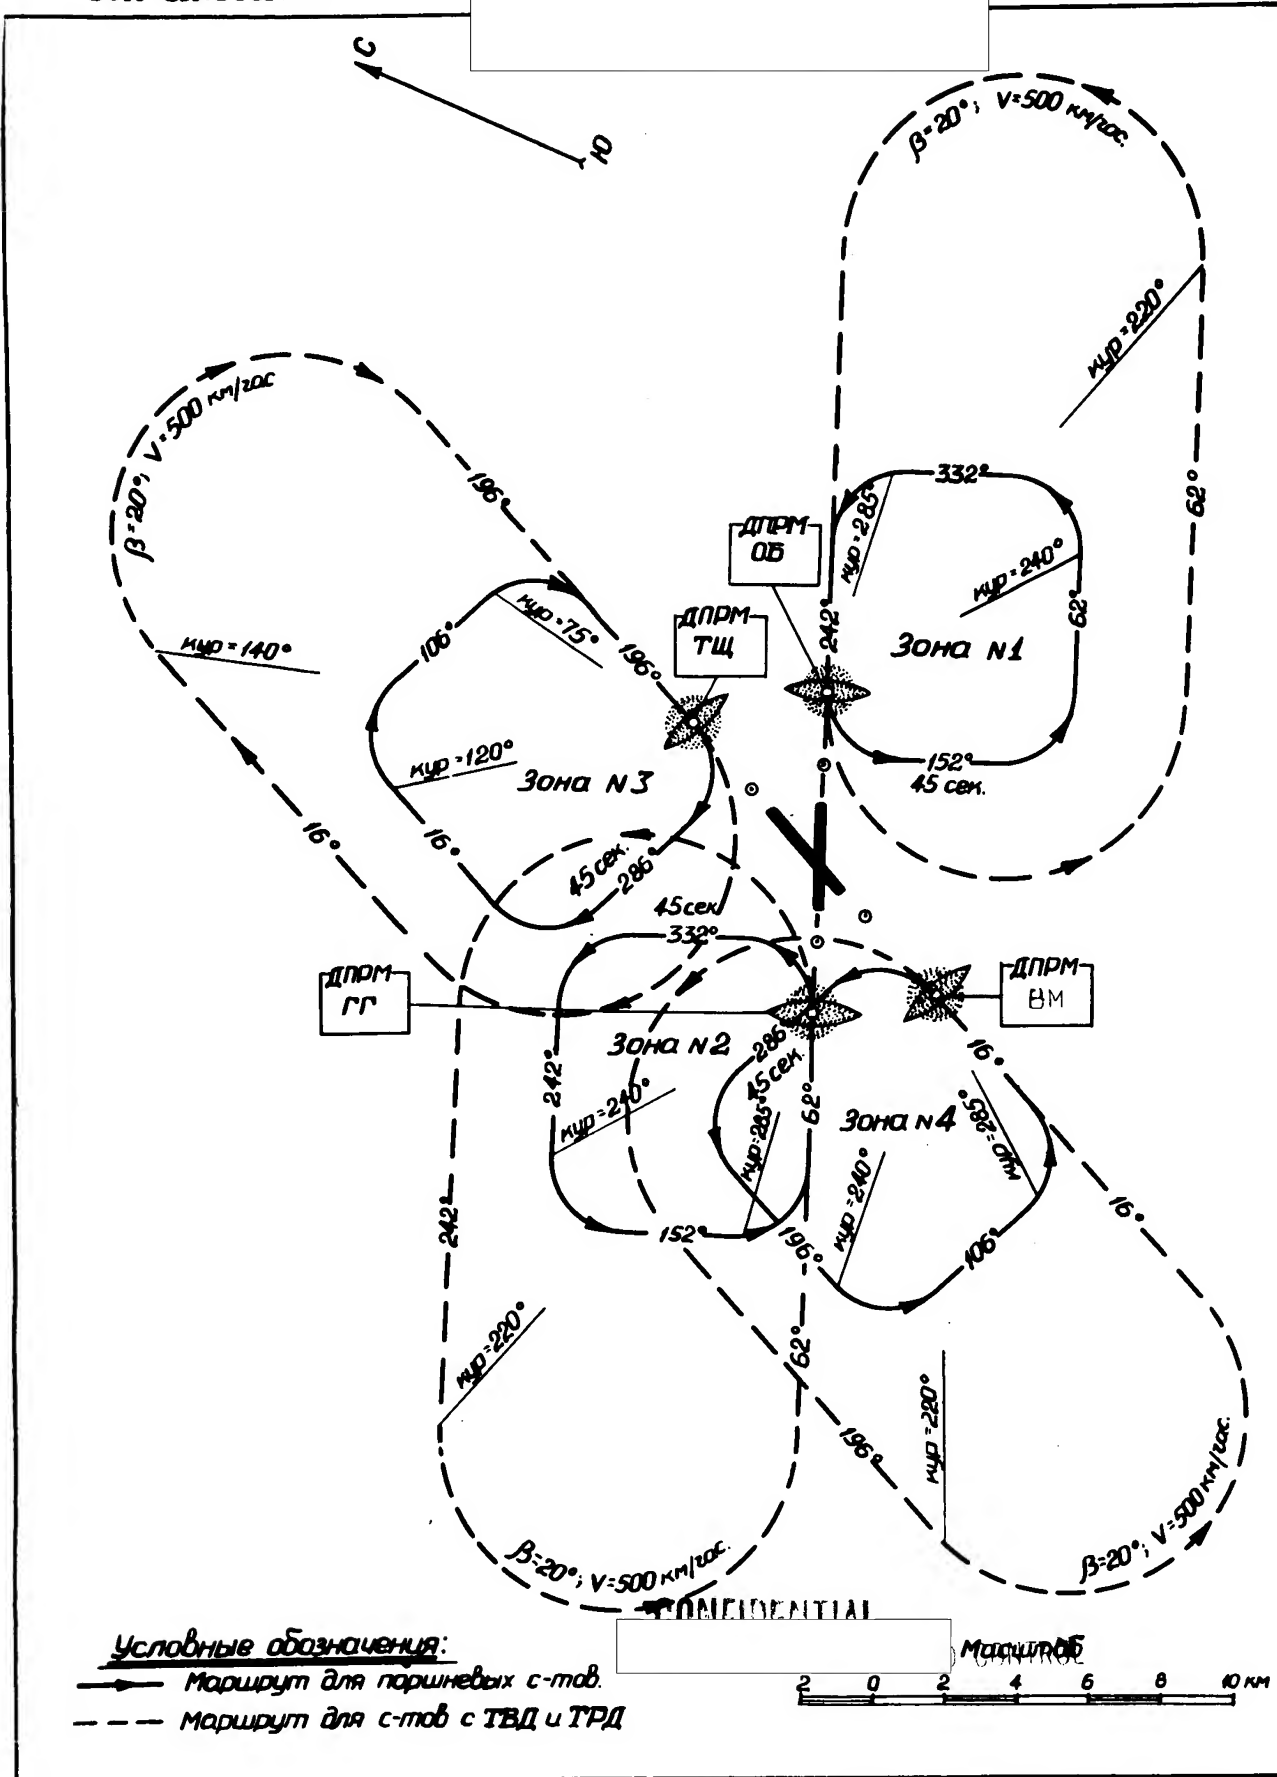 С
Ю
β=20°; V=500 км/час.
кур=220°
62°
332°
кур=285°
кур=240°
62°
242°
Зона N1
152°
45 сек.
ДПРМ
ОБ
β=20°; V=500 км/час
196°
кур=140°
16°
106°
кур=75°
196°
ДПРМ
ТЩ
кур=120°
Зона N3
16°
45 сек.
286°
45 сек
332°
ДПРМ
ГГ
Зона N2
242°
кур=240°
152°
кур=285°
62°
242°
кур=220°
62°
β=20°; V=500 км/час.
ДПРМ
ВМ
286°
45 сек.
Зона N4
16°
кур=285°
кур=240°
196°
106°
16°
196°
кур=220°
β=20°; V=500 км/час.
CONFIDENTIAL
Условные обозначения:
Маршрут для поршневых с-тов.
Маршрут для с-тов с ТВД и ТРД
Масштаб
2 0 2 4 6 8 10 км